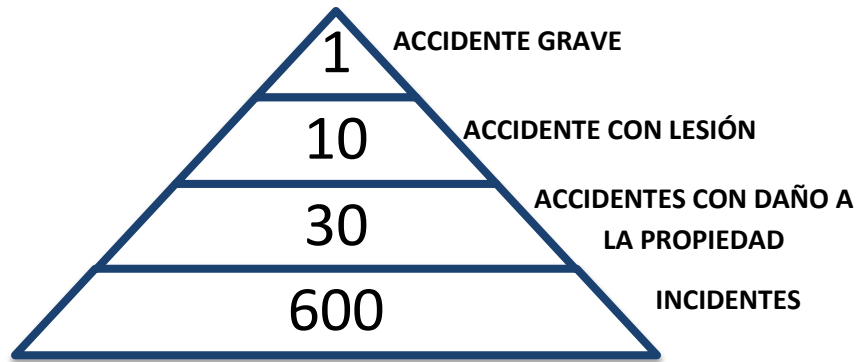 1
ACCIDENTE GRAVE
10
ACCIDENTE CON LESIÓN
30
ACCIDENTES CON DAÑO A
LA PROPIEDAD
600
INCIDENTES